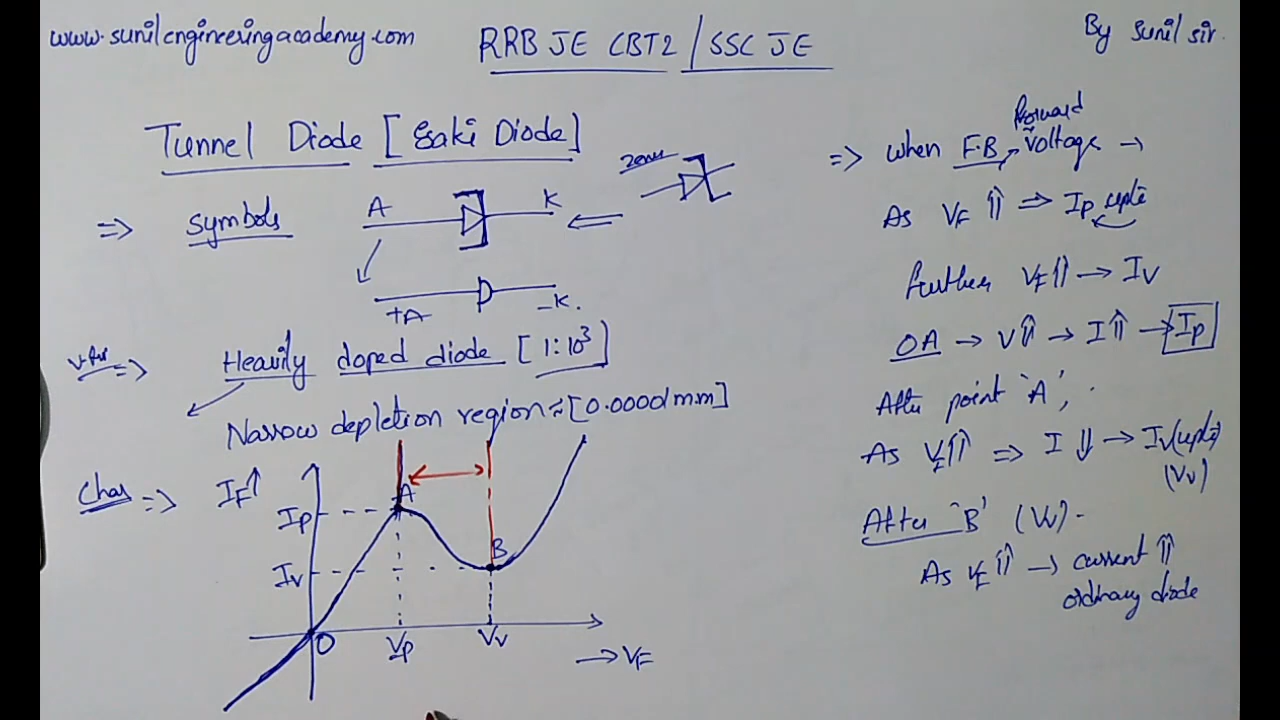 www.sunilengineeringacademy.com
RRB JE CBT2 / SSC JE
By Sunil sir.
Tunnel Diode [Esaki Diode]
zener
=> symbols
A K
+A -K.
v.Imp => Heavily doped diode [1:10³]
Narrow depletion region ≈ [0.0001mm]
Char => IF↑
Ip A
Iv B
O Vp Vv
→ VF
forward
=> when F.B, voltage →
As VF ⇑ => Ip upto
further VF⇑ → Iv
OA → V⇑ → I⇑ → Ip
After point 'A',
As VF⇑ => I ⇓ → Iv(upto)
(Vv)
After 'B' (Vv) -
As VF⇑ → current ⇑
ordinary diode